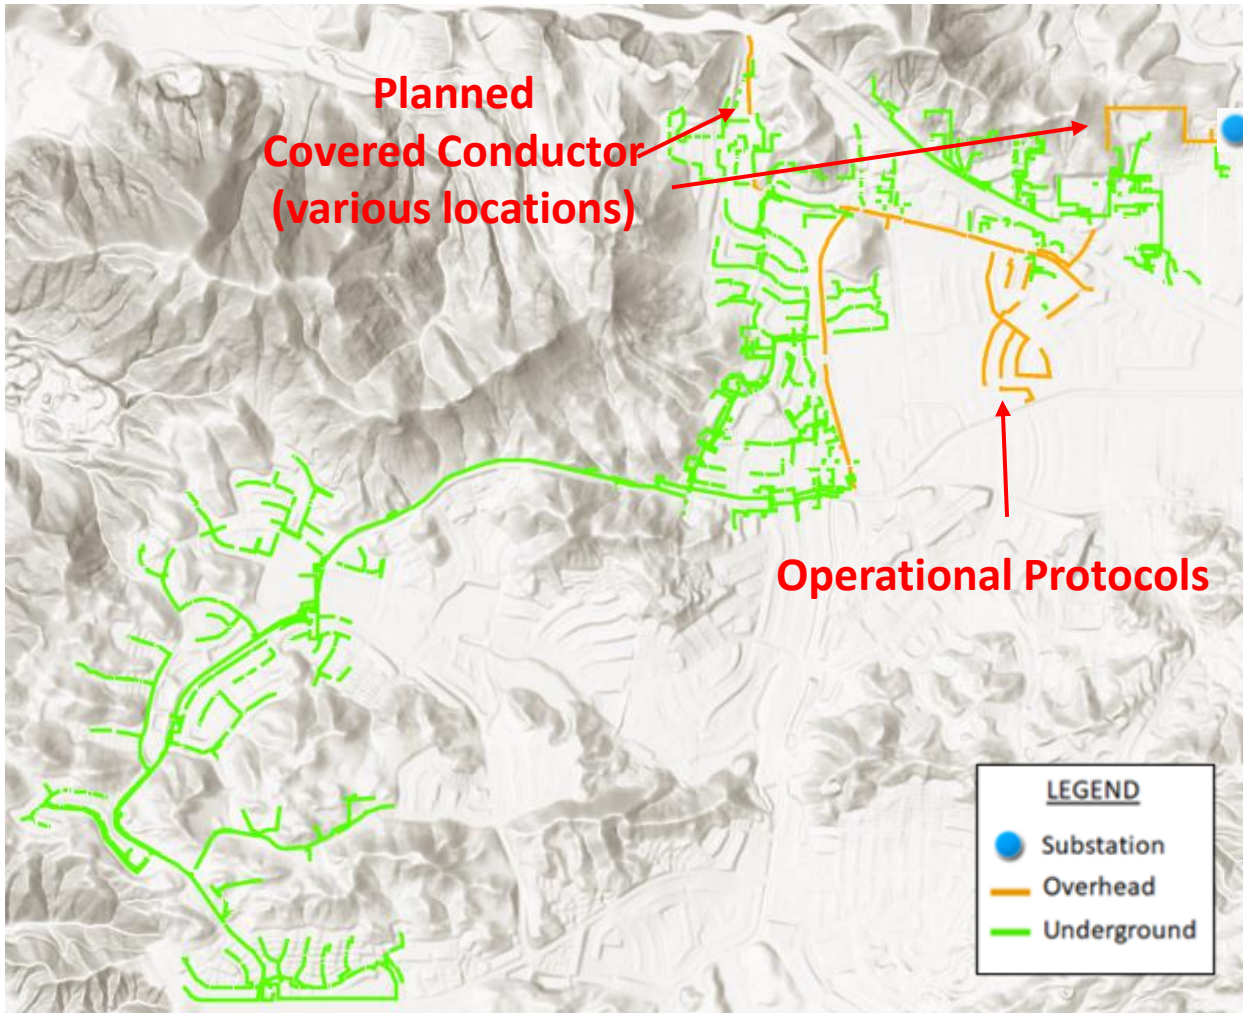 Planned
Covered Conductor
(various locations)
Operational Protocols
LEGEND
Substation
Overhead
Underground